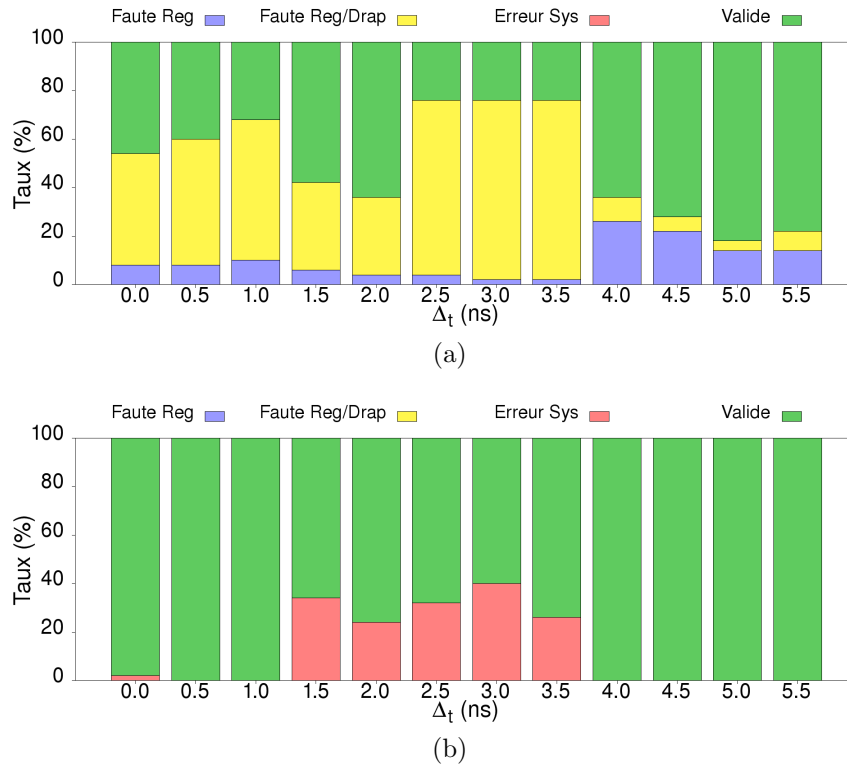 Faute Reg Faute Reg/Drap Erreur Sys Valide
100
80
60
40
20
0
Taux (%)
0.0 0.5 1.0 1.5 2.0 2.5 3.0 3.5 4.0 4.5 5.0 5.5
Δt (ns)
(a)
Faute Reg Faute Reg/Drap Erreur Sys Valide
100
80
60
40
20
0
Taux (%)
0.0 0.5 1.0 1.5 2.0 2.5 3.0 3.5 4.0 4.5 5.0 5.5
Δt (ns)
(b)